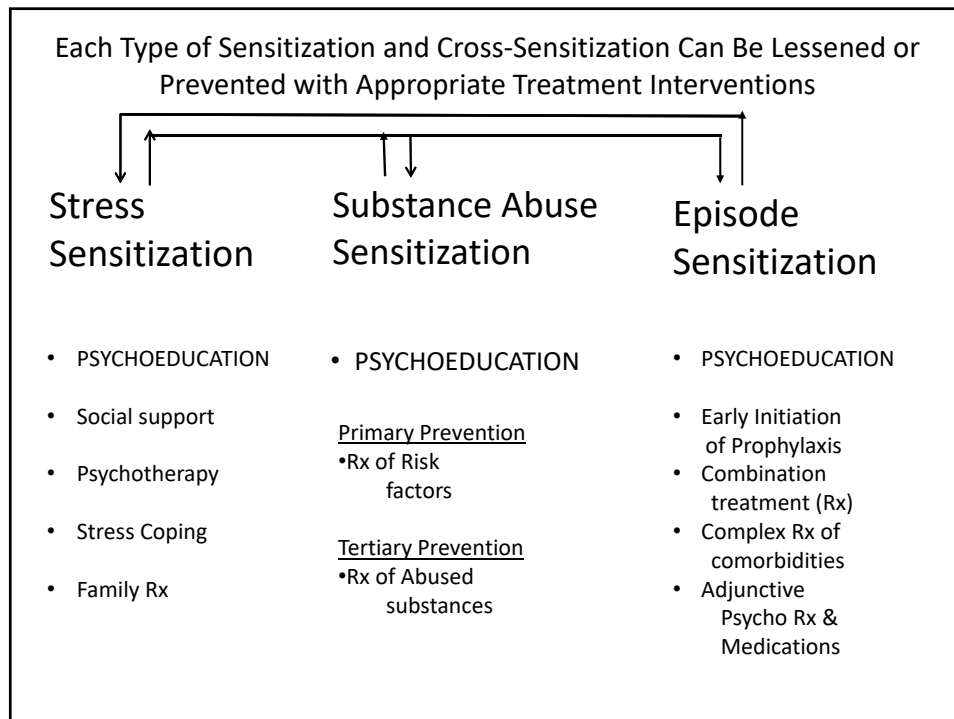 Each Type of Sensitization and Cross-Sensitization Can Be Lessened or
Prevented with Appropriate Treatment Interventions
Stress
Sensitization
• PSYCHOEDUCATION
• Social support
• Psychotherapy
• Stress Coping
• Family Rx
Substance Abuse
Sensitization
• PSYCHOEDUCATION
Primary Prevention
•Rx of Risk
factors
Tertiary Prevention
•Rx of Abused
substances
Episode
Sensitization
• PSYCHOEDUCATION
• Early Initiation
of Prophylaxis
• Combination
treatment (Rx)
• Complex Rx of
comorbidities
• Adjunctive
Psycho Rx &
Medications